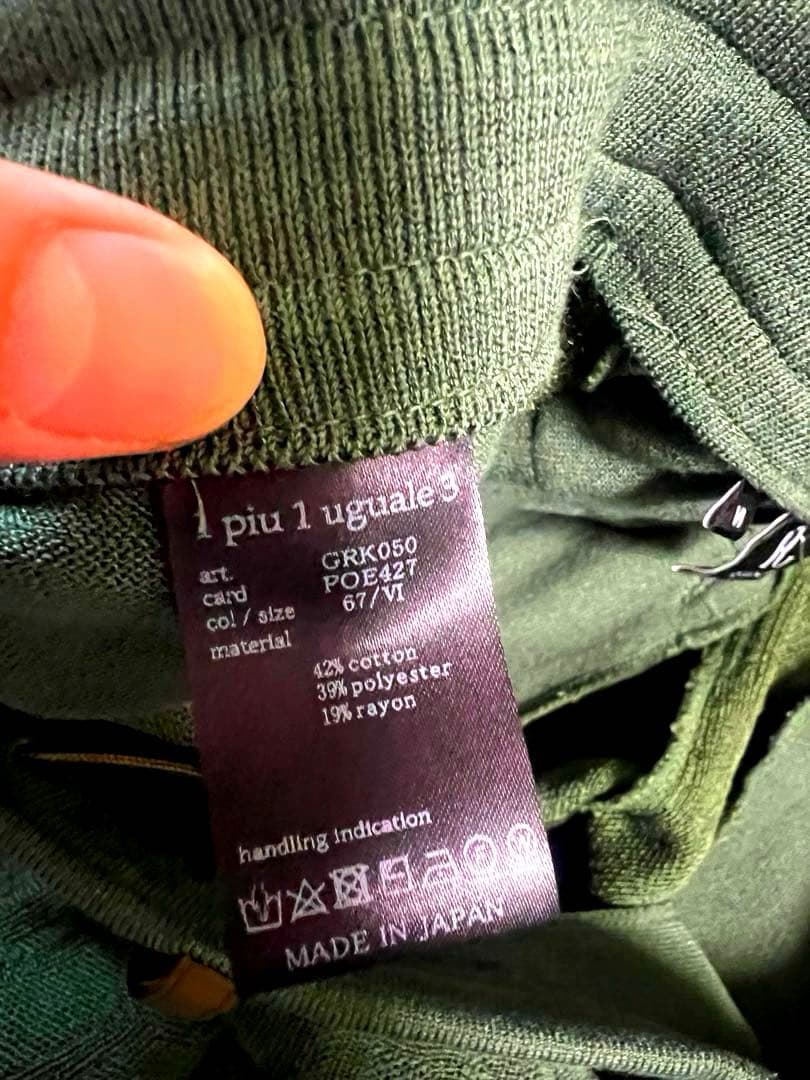 1 piu 1 uguale 3
art. GRK050
card POE427
col / size 67/VI
material
42% cotton
39% polyester
19% rayon
handling indication
MADE IN JAPAN